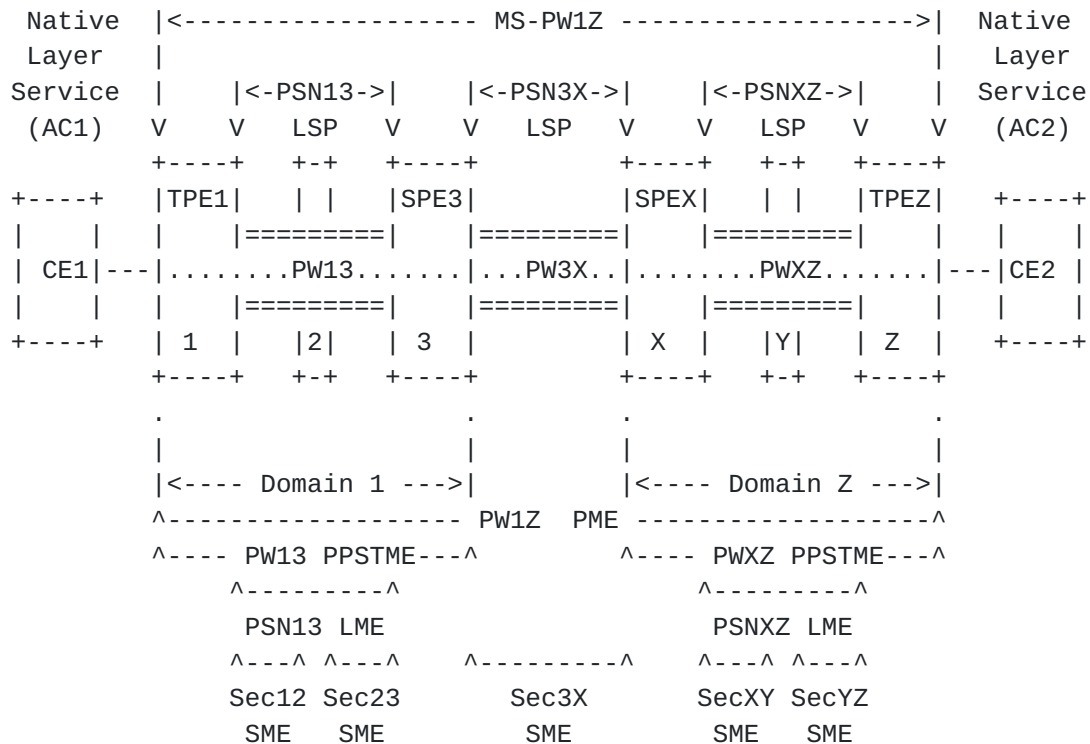 Native  |<------------------- MS-PW1Z ------------------->|  Native
 Layer   |                                                 |   Layer
Service  |    |<-PSN13->|    |<-PSN3X->|    |<-PSNXZ->|    |  Service
 (AC1)   V    V   LSP   V    V   LSP   V    V   LSP   V    V   (AC2)
         +----+   +-+   +----+         +----+   +-+   +----+
+----+   |TPE1|   | |   |SPE3|         |SPEX|   | |   |TPEZ|   +----+
|    |   |    |=========|    |=========|    |=========|    |   |    |
| CE1|---|........PW13.......|...PW3X..|........PWXZ.......|---|CE2 |
|    |   |    |=========|    |=========|    |=========|    |   |    |
+----+   | 1  |   |2|   | 3  |         | X  |   |Y|   | Z  |   +----+
         +----+   +-+   +----+         +----+   +-+   +----+
         .                   .         .                   .
         |                   |         |                   |
         |<---- Domain 1 --->|         |<---- Domain Z --->|
         ^------------------- PW1Z  PME -------------------^
         ^---- PW13 PPSTME---^         ^---- PWXZ PPSTME---^
              ^---------^                   ^---------^
               PSN13 LME                     PSNXZ LME
              ^---^ ^---^    ^---------^    ^---^ ^---^
              Sec12 Sec23       Sec3X       SecXY SecYZ
               SME   SME         SME         SME   SME